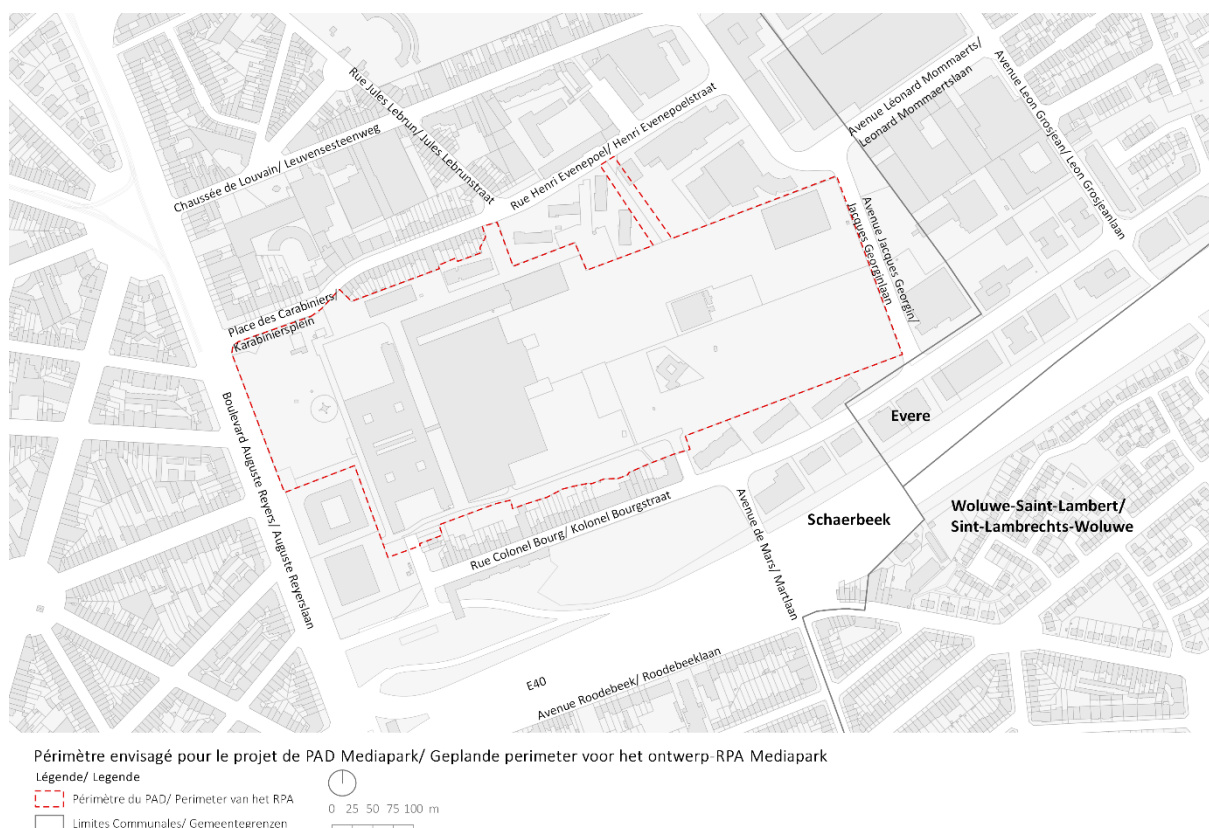 Rue Jules Lebrun/ Jules Lebrunstraat
Chaussée de Louvain/ Leuvensesteenweg
Rue Henri Evenepoel/ Henri Evenepoelstraat
Avenue Léonard Mommaerts/
Leonard Mommaertslaan
Avenue Leon Grosjean/ Leon Grosjeanlaan
Avenue Jacques Georgin/
Jacques Georginlaan
Place des Carabiniers/
Karabiniersplein
Boulevard Auguste Reyers/ Auguste Reyerslaan
Evere
Woluwe-Saint-Lambert/
Sint-Lambrechts-Woluwe
Schaerbeek
Rue Colonel Bourg/ Kolonel Bourgstraat
Avenue de Mars/ Martlaan
E40
Avenue Roodebeek/ Roodebeeklaan
Périmètre envisagé pour le projet de PAD Mediapark/ Geplande perimeter voor het ontwerp-RPA Mediapark
Légende/ Legende
Périmètre du PAD/ Perimeter van het RPA
Limites Communales/ Gemeentegrenzen
0 25 50 75 100 m